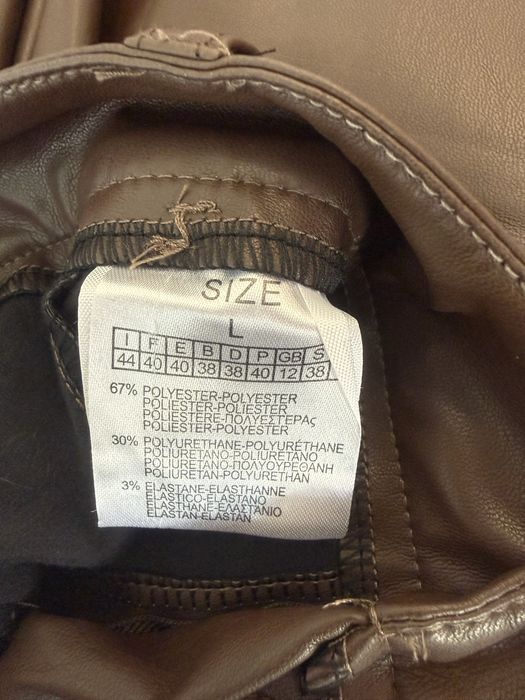 SIZE
L
I F E B D P GB S
44 40 40 38 38 40 12 38
67% POLYESTER-POLYESTER
POLIESTER-POLIESTER
POLIESTERE-ΠΟΛΥΕΣΤΕΡΑς
POLIESTER-POLYESTER
30% POLYURETHANE-POLYURÉTHANE
POLIURETANO-POLIURETANO
POLIURETANO-ΠΟΛΥΟΥΡΕΘΑΝΗ
POLIURETAN-POLYURETHAN
3% ELASTANE-ELASTHANNE
ELASTICO-ELASTANO
ELASTHANE-ΕΛΑΣΤΑΝΙΟ
ELASTAN-ELASTAN